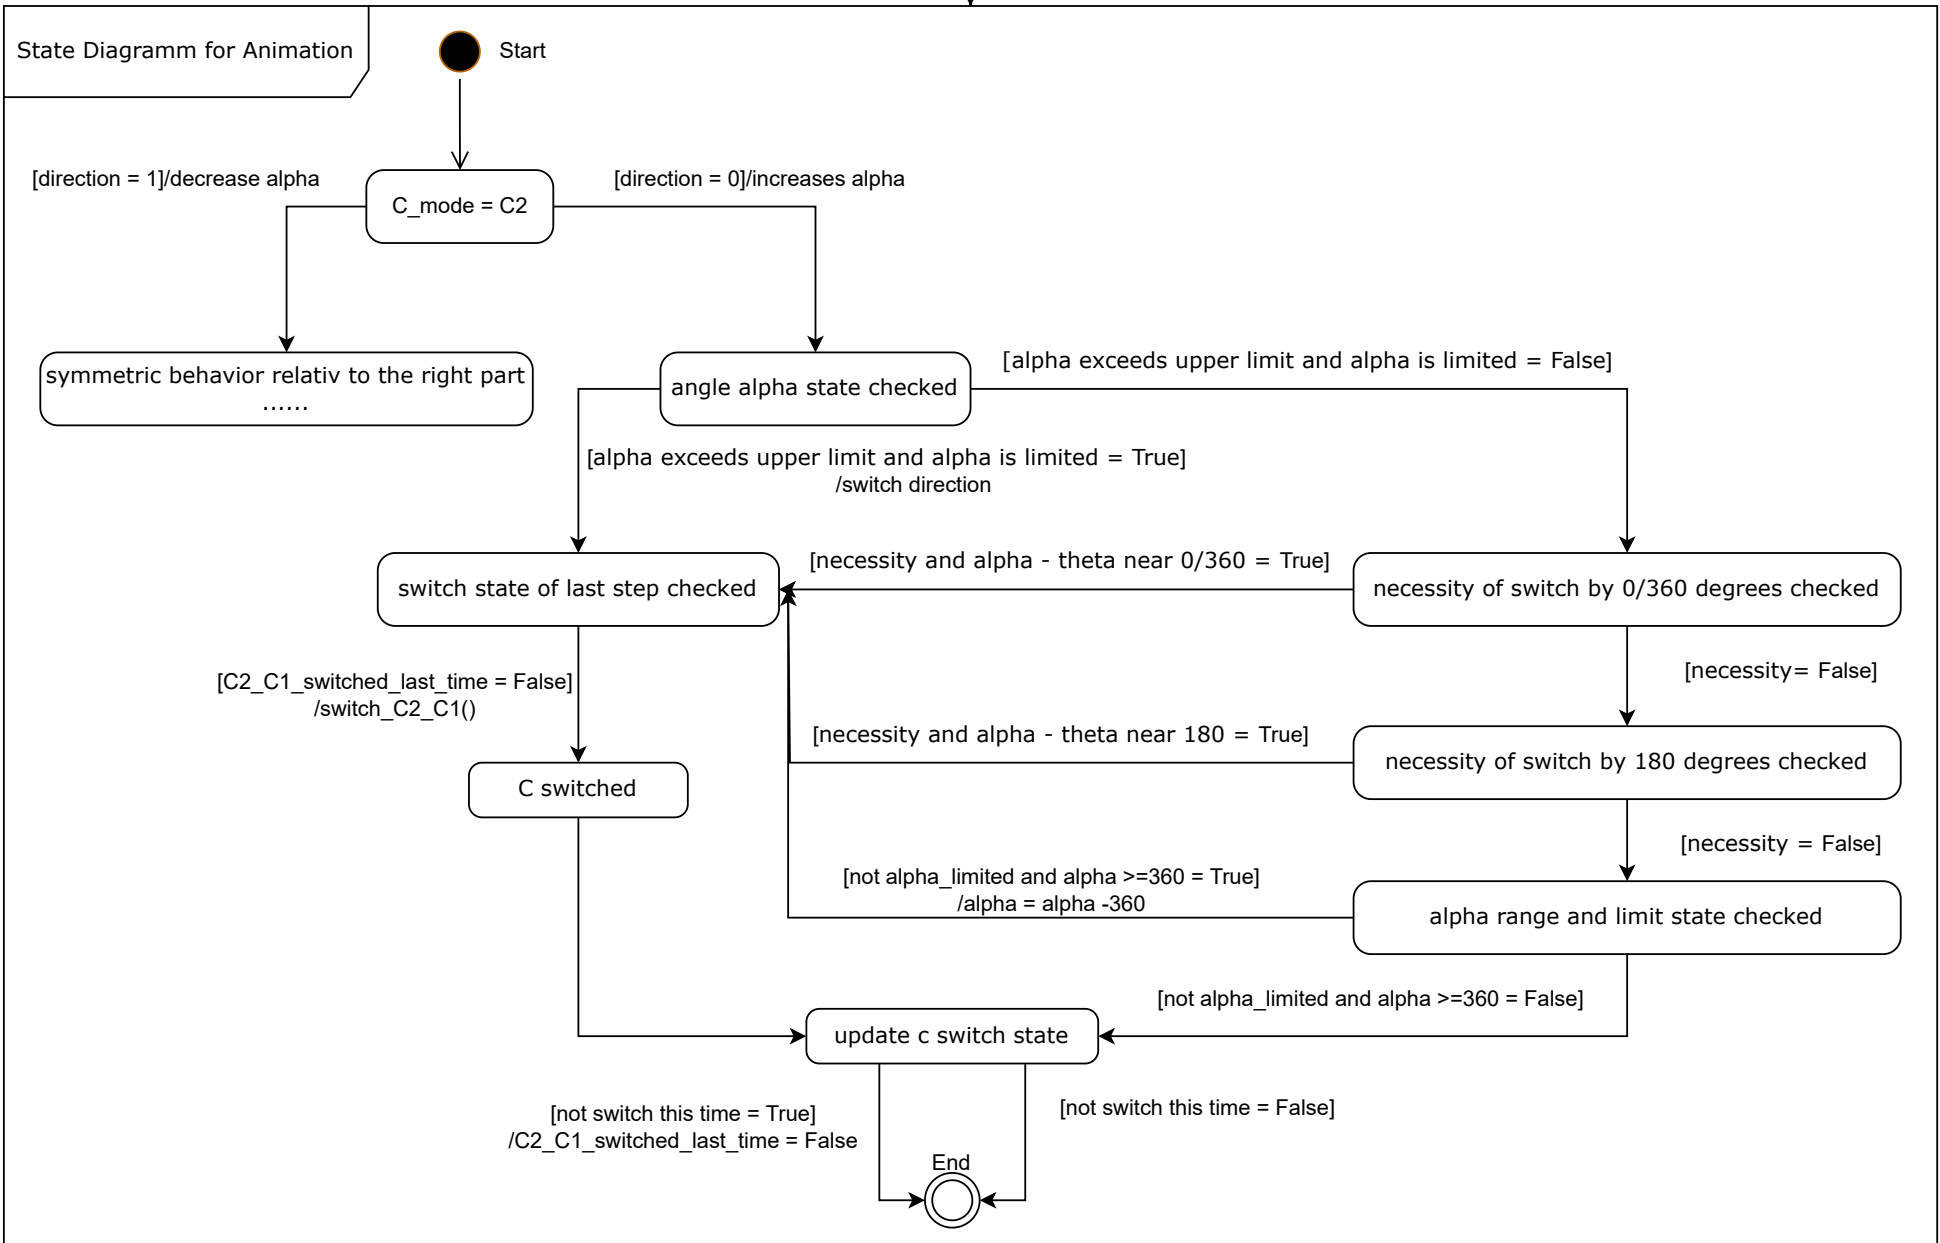 State Diagramm for Animation
Start
[direction = 1]/decrease alpha
[direction = 0]/increases alpha
C_mode = C2
symmetric behavior relativ to the right part
......
angle alpha state checked
[alpha exceeds upper limit and alpha is limited = False]
[alpha exceeds upper limit and alpha is limited = True]
/switch direction
switch state of last step checked
[necessity and alpha - theta near 0/360 = True]
necessity of switch by 0/360 degrees checked
[C2_C1_switched_last_time = False]
/switch_C2_C1()
[necessity= False]
[necessity and alpha - theta near 180 = True]
necessity of switch by 180 degrees checked
C switched
[necessity = False]
[not alpha_limited and alpha >=360 = True]
/alpha = alpha -360
alpha range and limit state checked
[not alpha_limited and alpha >=360 = False]
update c switch state
[not switch this time = True]
/C2_C1_switched_last_time = False
[not switch this time = False]
End